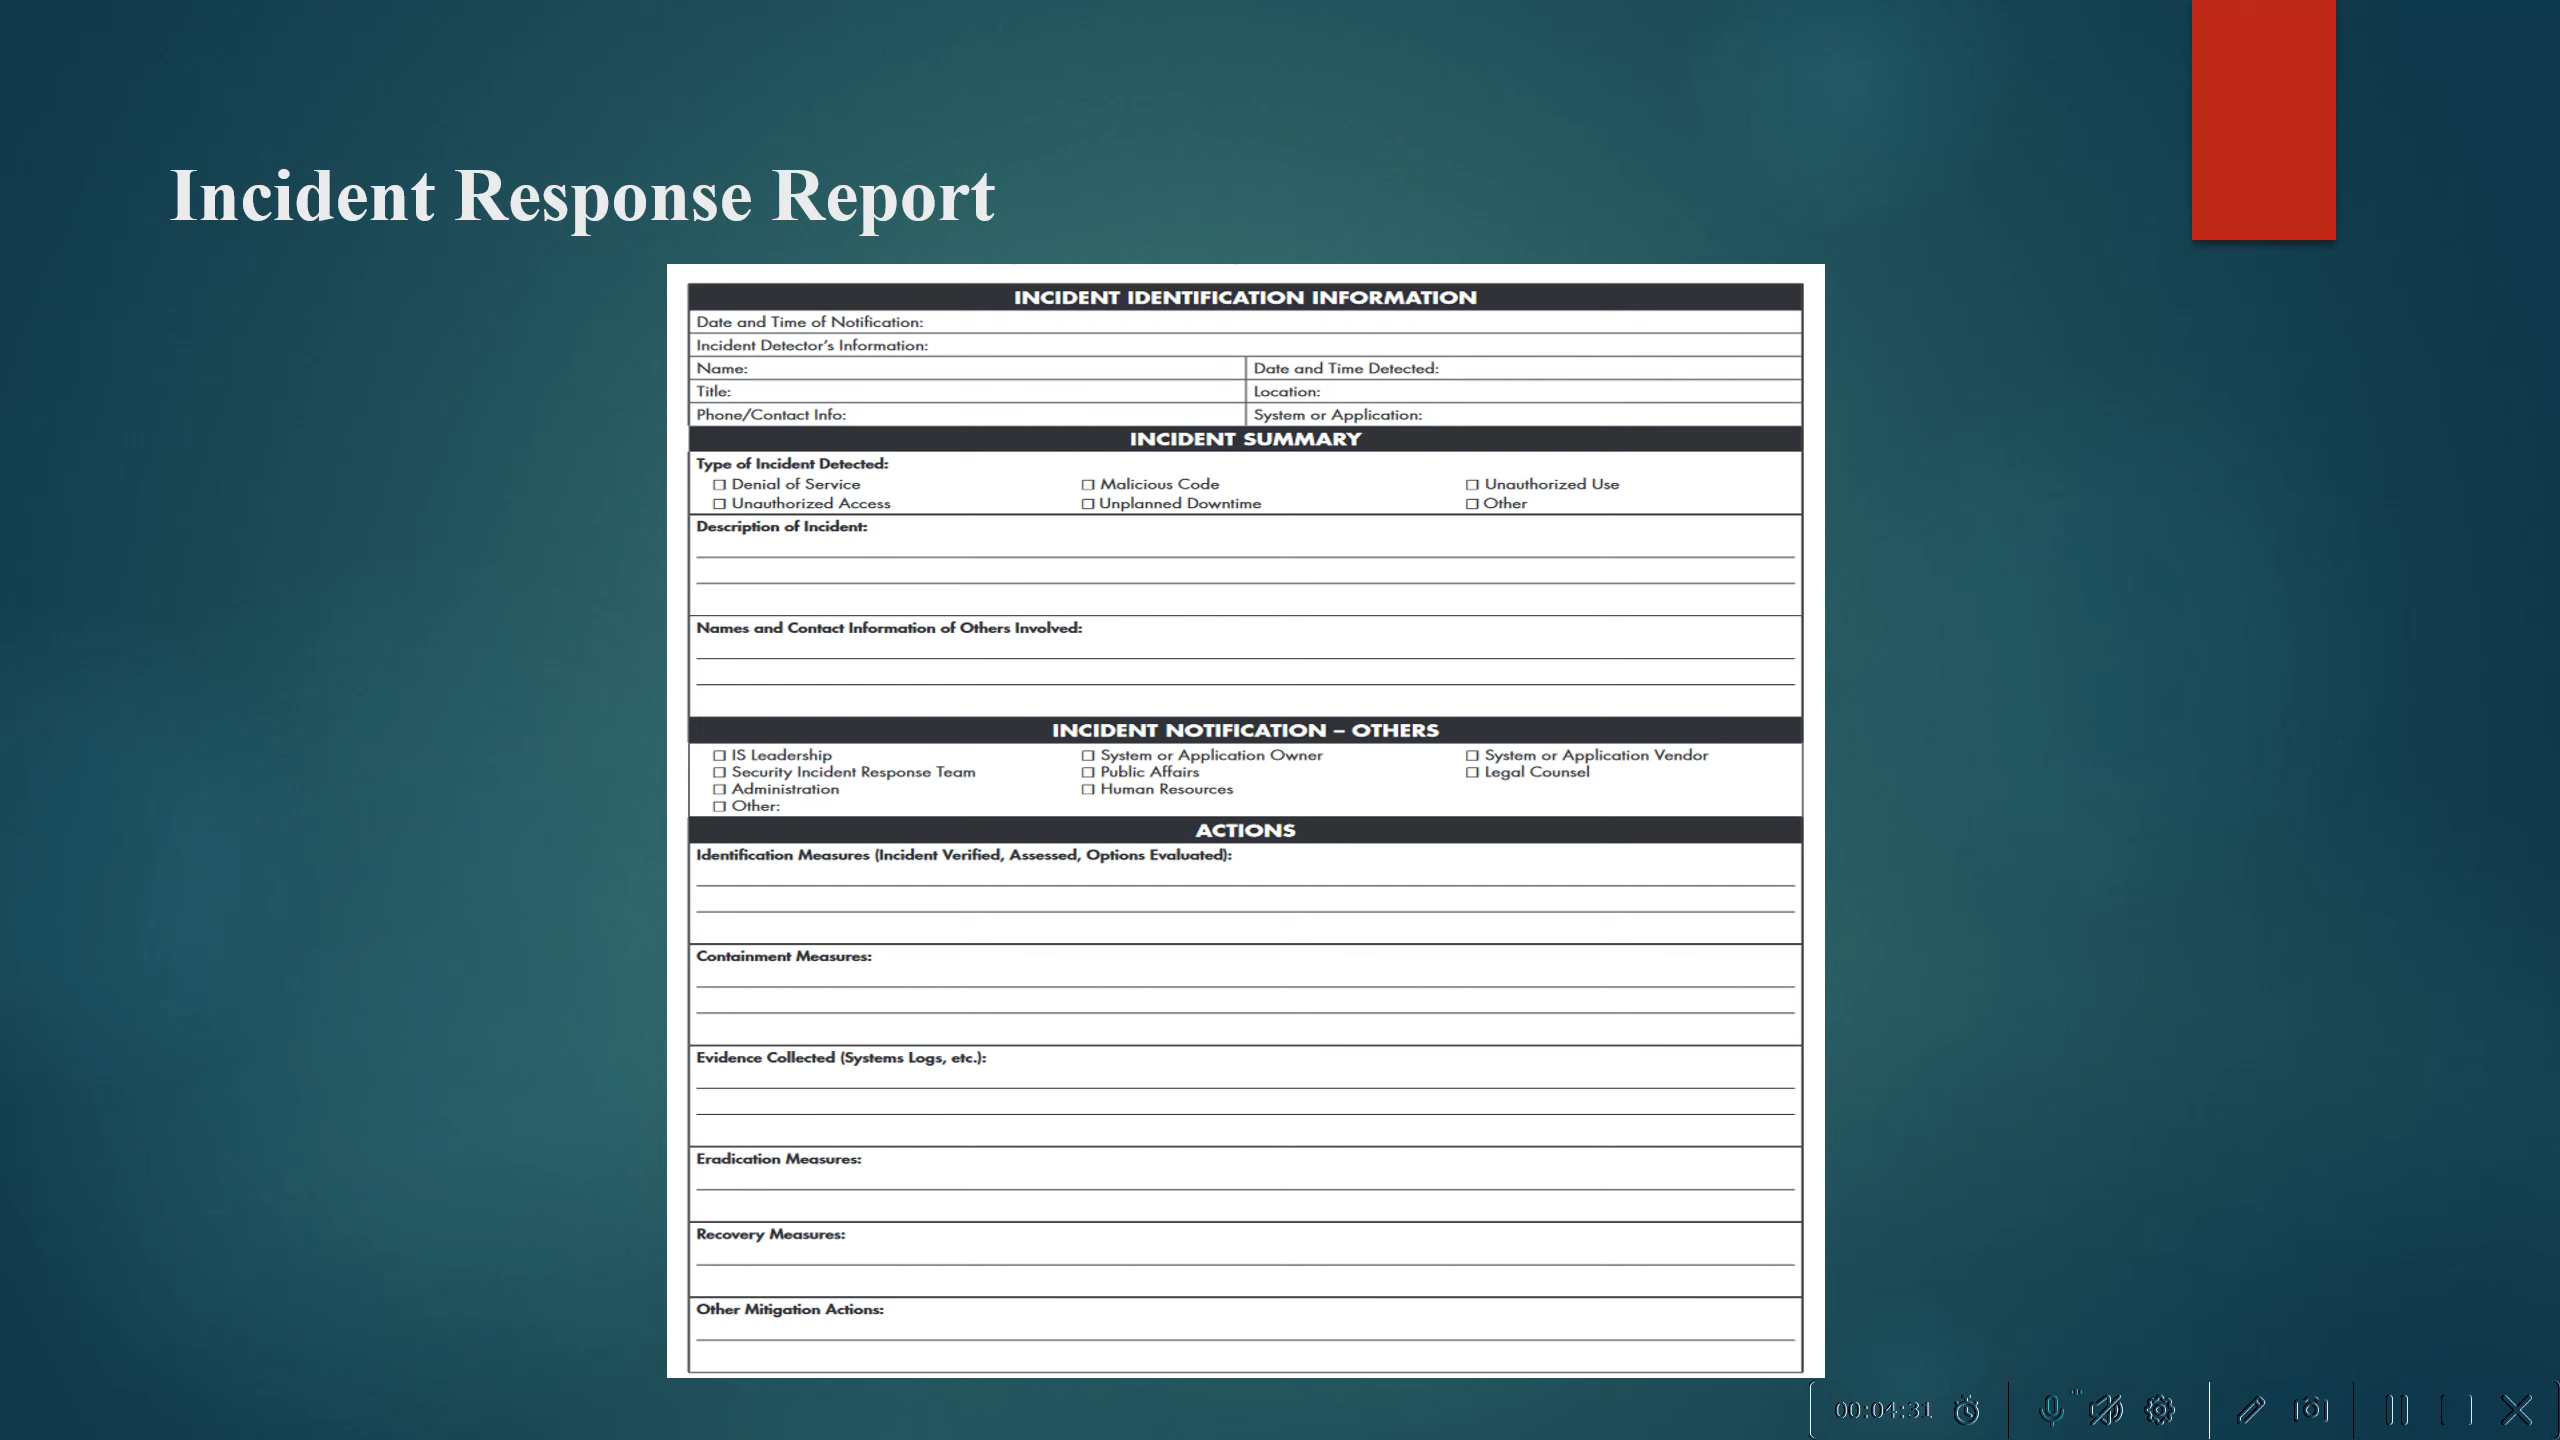 Incident Response Report
INCIDENT IDENTIFICATION INFORMATION
Date and Time of Notification:
Incident Detector's Information:
Name: Date and Time Detected:
Title: Location:
Phone/Contact Info: System or Application:
INCIDENT SUMMARY
Type of Incident Detected:
☐ Denial of Service ☐ Malicious Code ☐ Unauthorized Use
☐ Unauthorized Access ☐ Unplanned Downtime ☐ Other
Description of Incident:
Names and Contact Information of Others Involved:
INCIDENT NOTIFICATION – OTHERS
☐ IS Leadership ☐ System or Application Owner ☐ System or Application Vendor
☐ Security Incident Response Team ☐ Public Affairs ☐ Legal Counsel
☐ Administration ☐ Human Resources
☐ Other:
ACTIONS
Identification Measures (Incident Verified, Assessed, Options Evaluated):
Containment Measures:
Evidence Collected (Systems Logs, etc.):
Eradication Measures:
Recovery Measures:
Other Mitigation Actions:
00:04:31